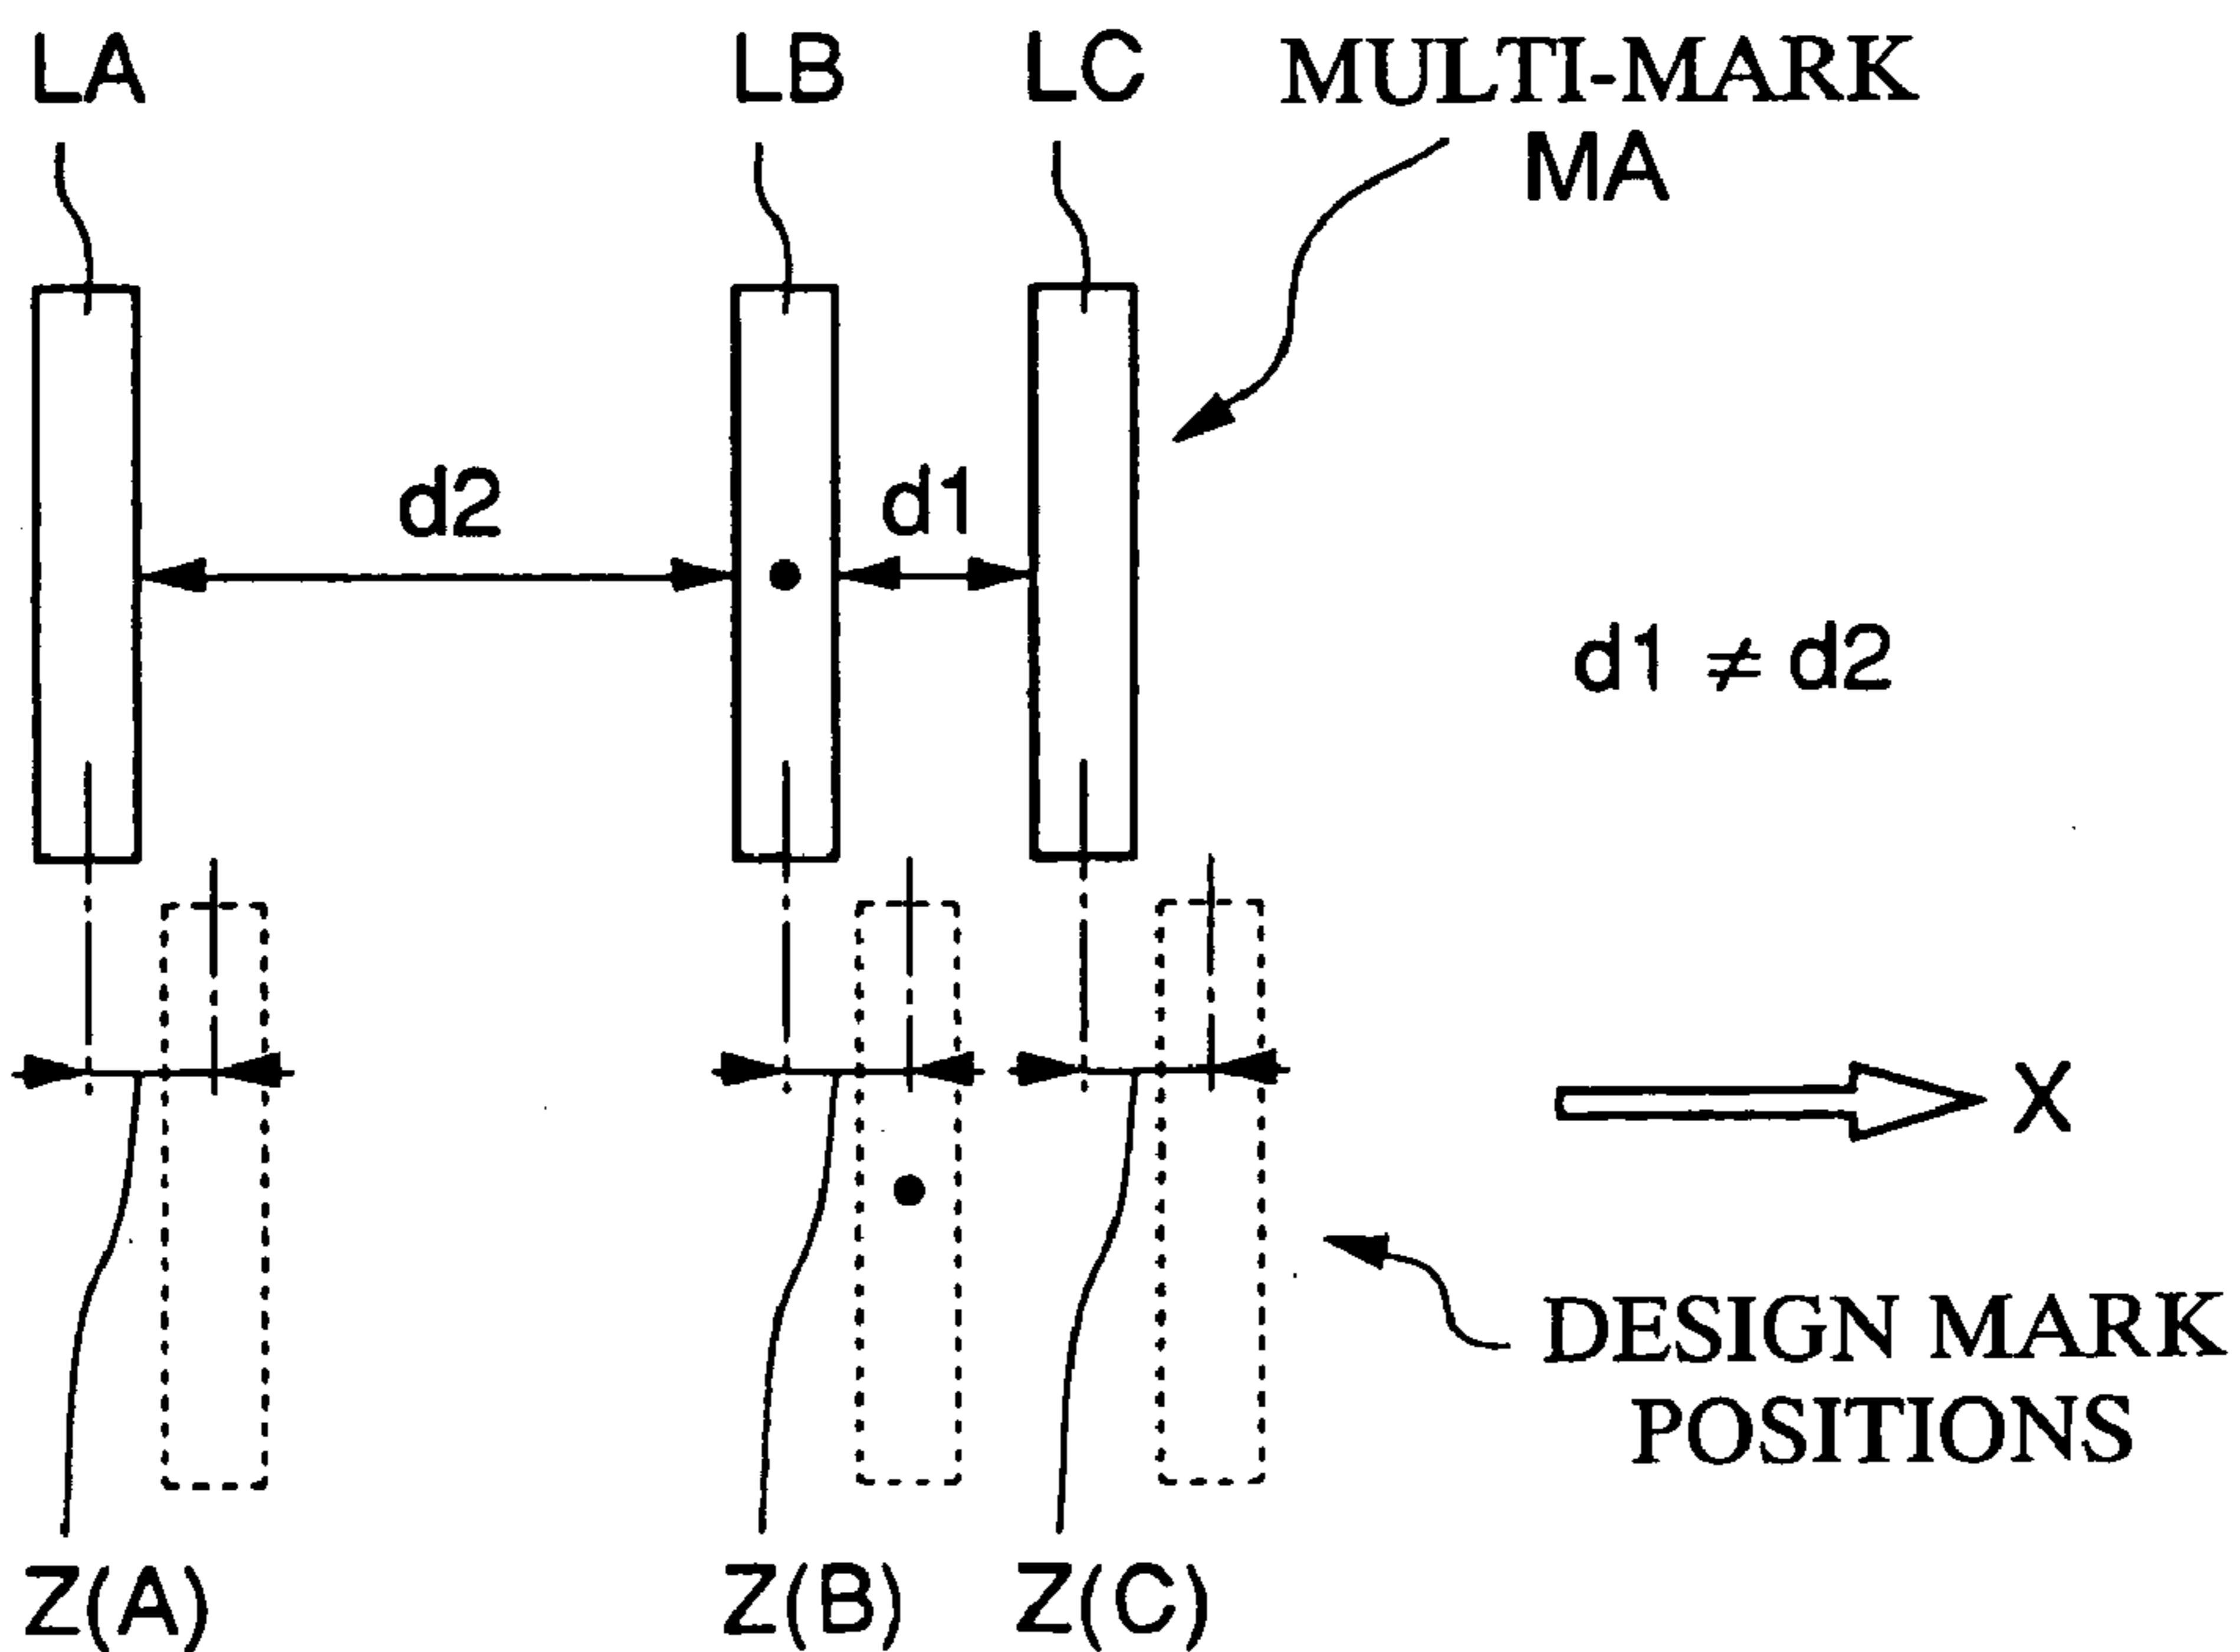 LA
LB
LC
MULTI-MARK
MA
d2
d1
d1 ≠ d2
X
DESIGN MARK
POSITIONS
Z(A)
Z(B)
Z(C)